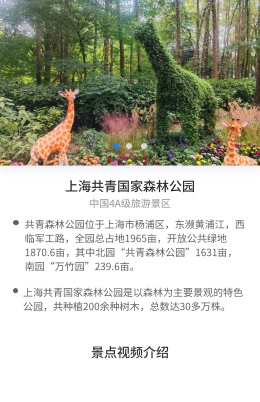 上海共青国家森林公园
中国4A级旅游景区
共青森林公园位于上海市杨浦区，东濒黄浦江，西
临军工路，全园总占地1965亩，开放公共绿地
1870.6亩，其中北园“共青森林公园”1631亩，
南园“万竹园”239.6亩。
上海共青国家森林公园是以森林为主要景观的特色
公园，共种植200余种树木，总数达30多万株。
景点视频介绍